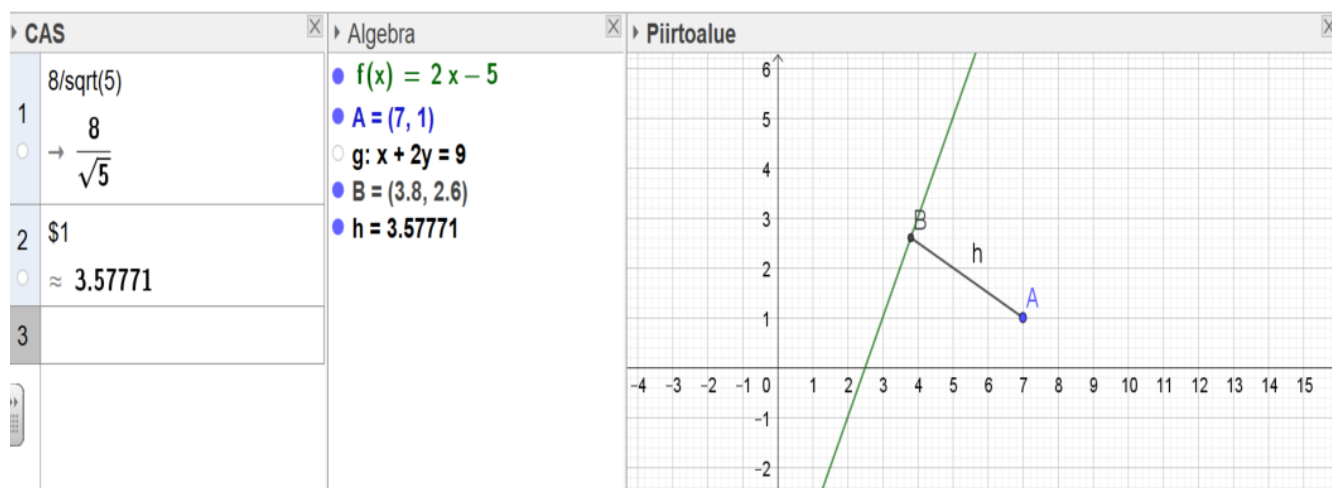 CAS
1
8/sqrt(5)
→ 8/√5
2
$1
≈ 3.57771
3
Algebra
f(x) = 2 x – 5
A = (7, 1)
g: x + 2y = 9
B = (3.8, 2.6)
h = 3.57771
Piirtoalue
6
5
4
3
2
1
–1
–2
B
h
A
–4 –3 –2 –1 0 1 2 3 4 5 6 7 8 9 10 11 12 13 14 15